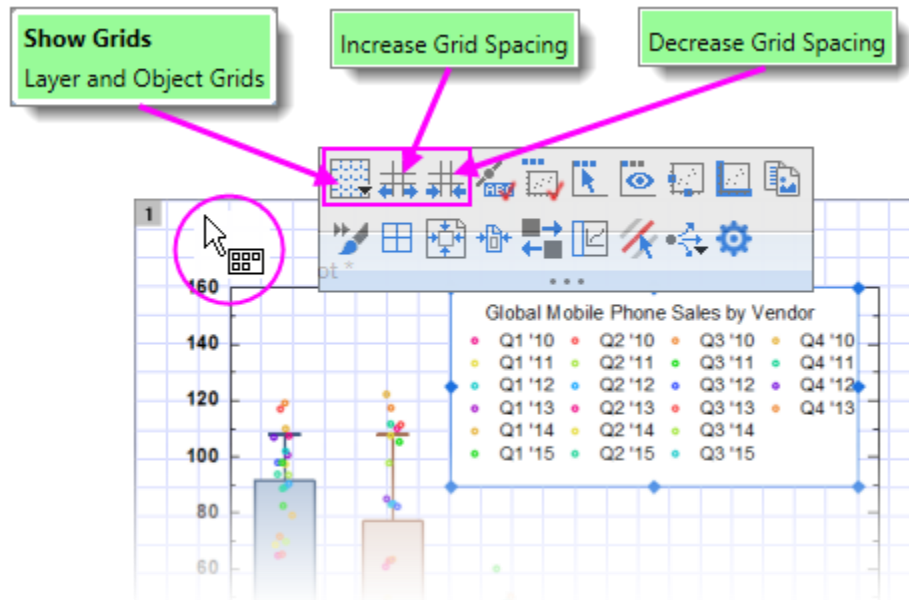 Show Grids
Layer and Object Grids
Increase Grid Spacing
Decrease Grid Spacing
ABC
1
ot *
160
140
120
100
80
60
Global Mobile Phone Sales by Vendor
Q1 '10 Q2 '10 Q3 '10 Q4 '10
Q1 '11 Q2 '11 Q3 '11 Q4 '11
Q1 '12 Q2 '12 Q3 '12 Q4 '12
Q1 '13 Q2 '13 Q3 '13 Q4 '13
Q1 '14 Q2 '14 Q3 '14
Q1 '15 Q2 '15 Q3 '15